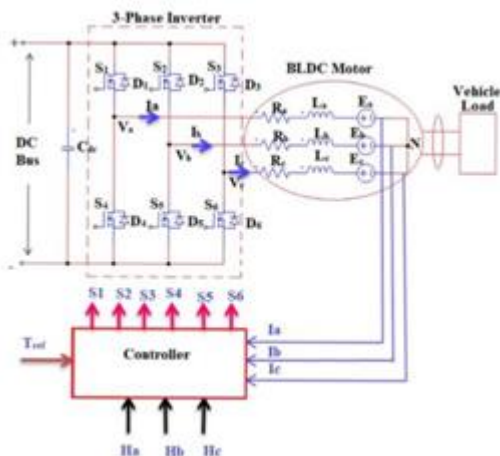 3-Phase Inverter
S1 S2 S3
D1 D2 D3
BLDC Motor
Vehicle
Load
DC
Bus
Cdc
Ia
Va
Ib
Vb
Ra La Ea
Rb Lb Eb
Rc Lc Ec
N
S4 S5 S6
D4 D5 D6
S1 S2 S3 S4 S5 S6
Tref
Controller
Ia
Ib
Ic
Ha Hb Hc